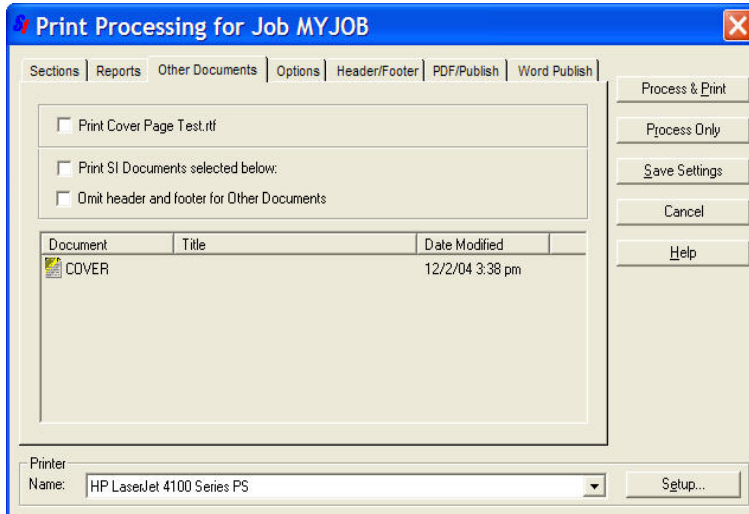 Print Processing for Job MYJOB
Sections Reports Other Documents Options Header/Footer PDF/Publish Word Publish
Process & Print
Print Cover Page Test.rtf
Process Only
Print SI Documents selected below:
Save Settings
Omit header and footer for Other Documents
Cancel
Document Title Date Modified
Help
COVER 12/2/04 3:38 pm
Printer
Name: HP LaserJet 4100 Series PS
Setup...